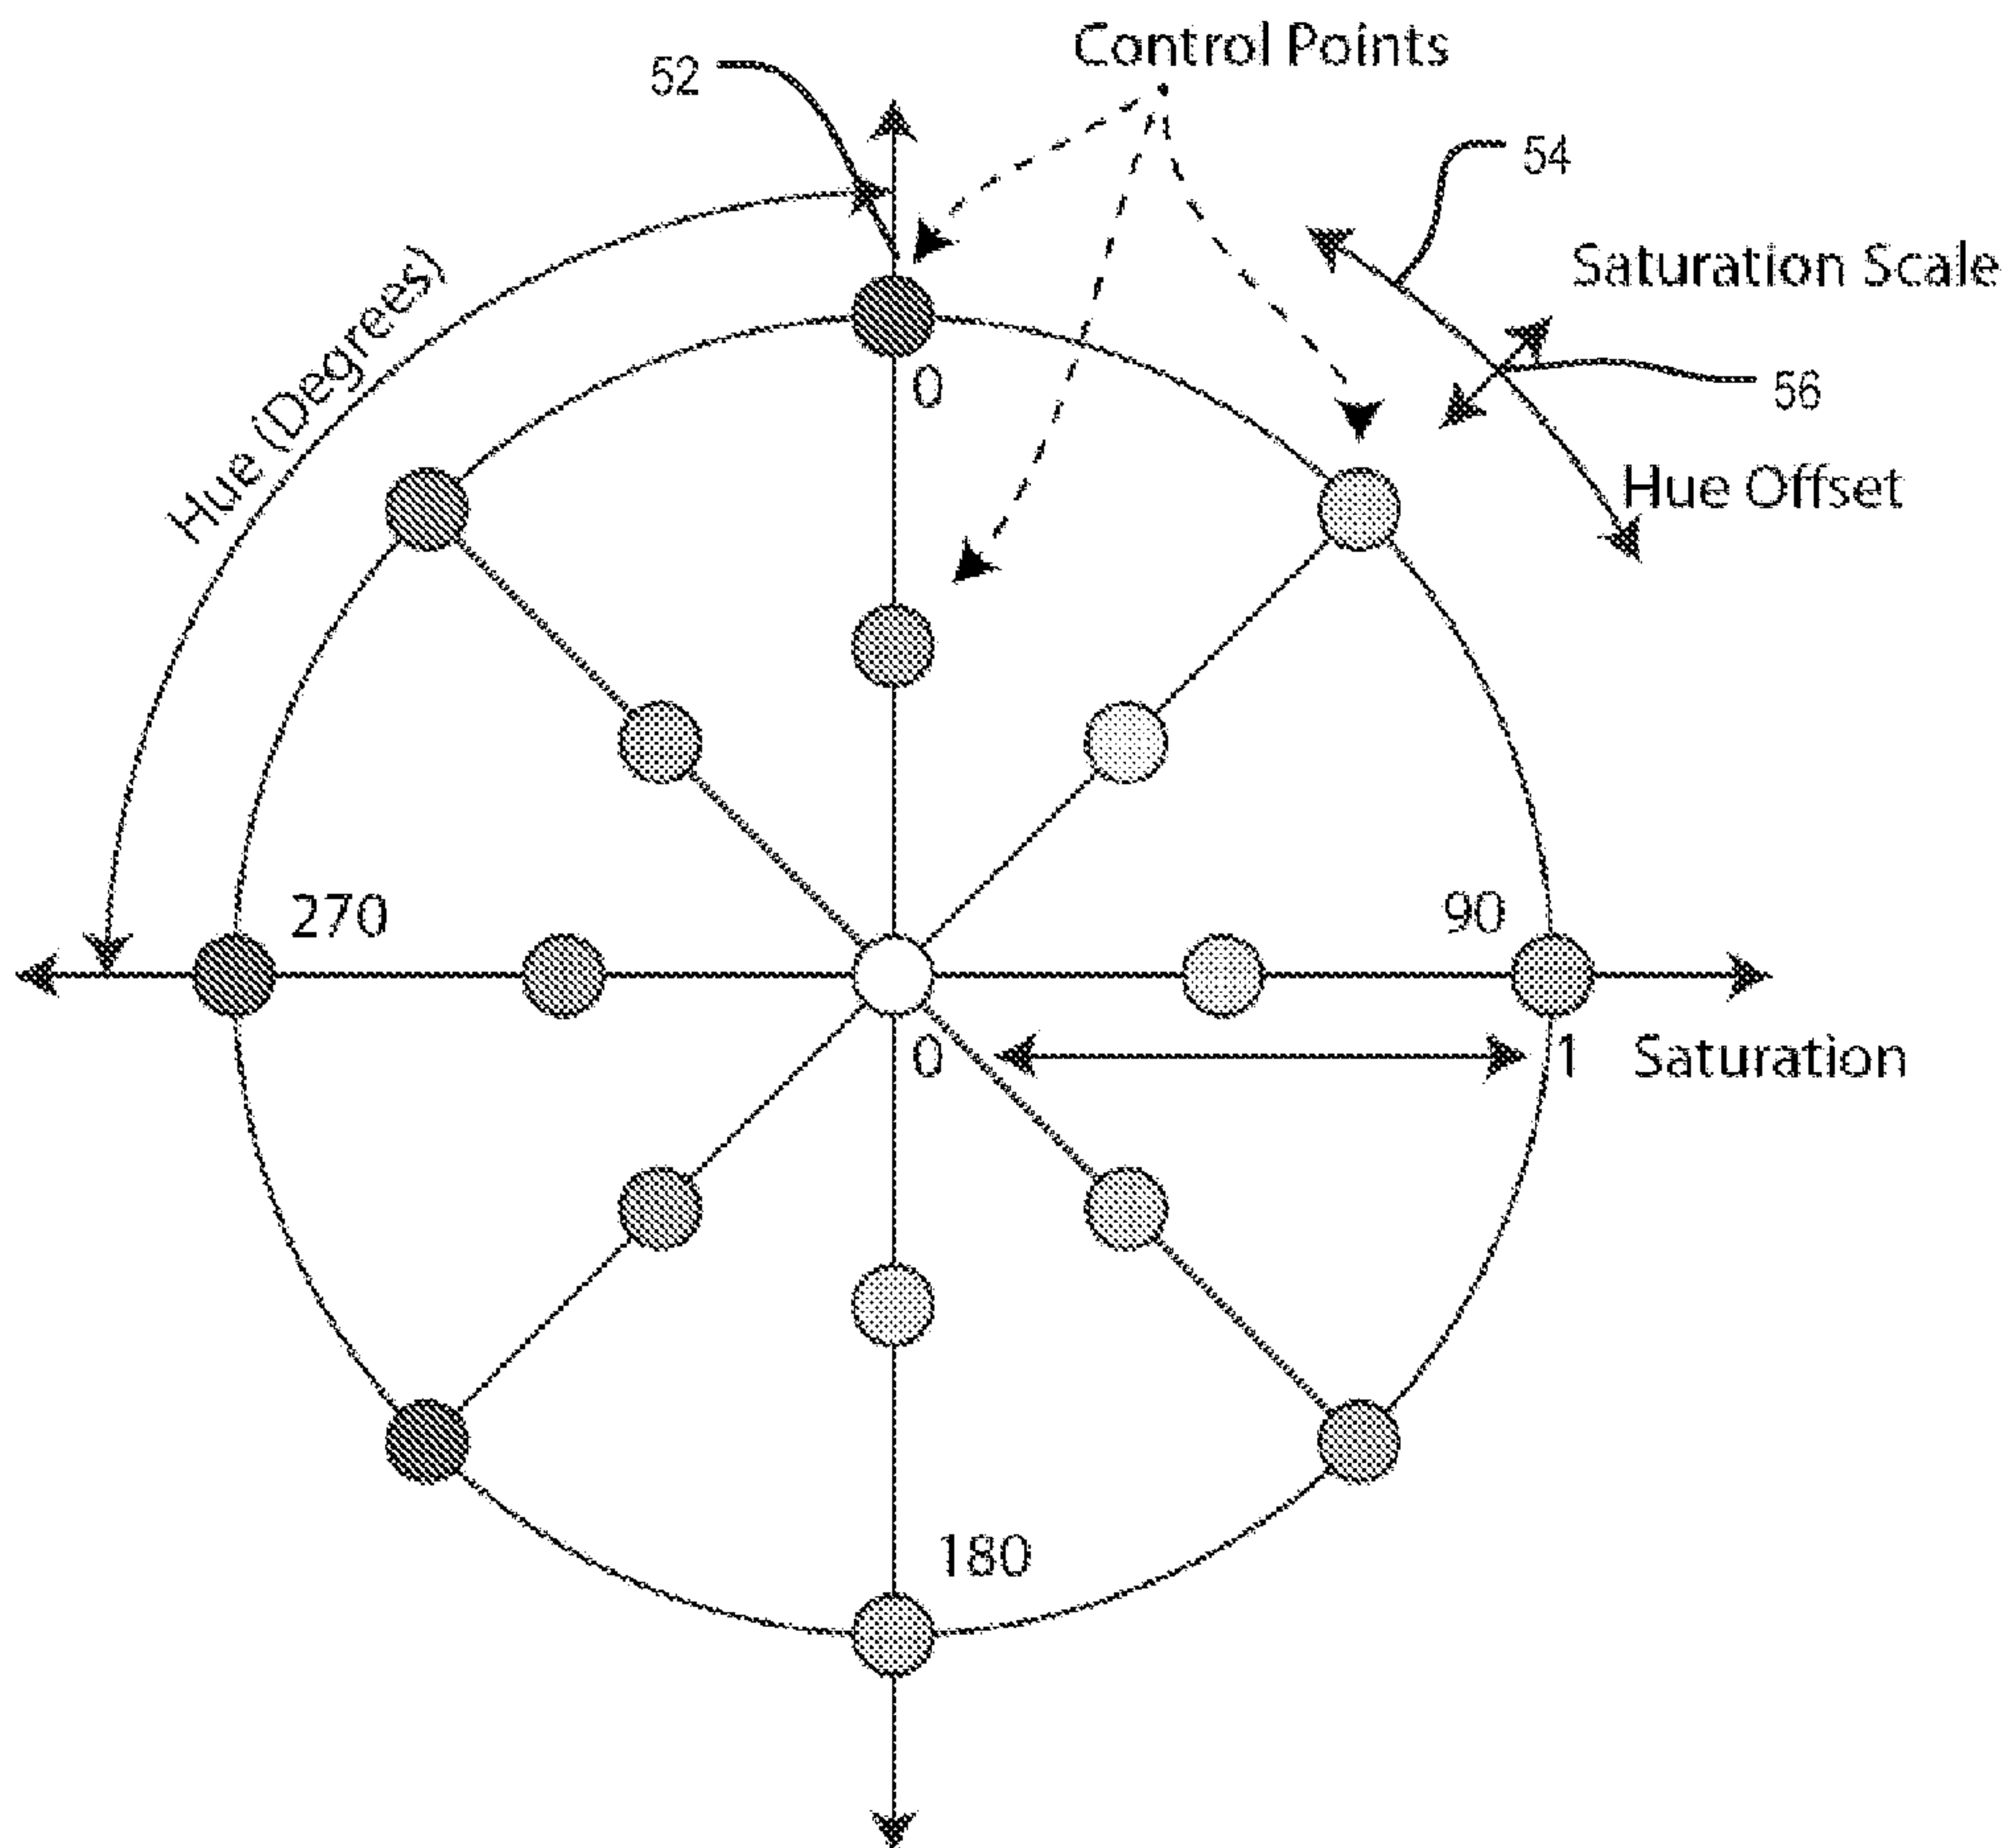 Control Points
52
54
Saturation Scale
Hue (Degrees)
0
56
Hue Offset
270
90
0
1
Saturation
180